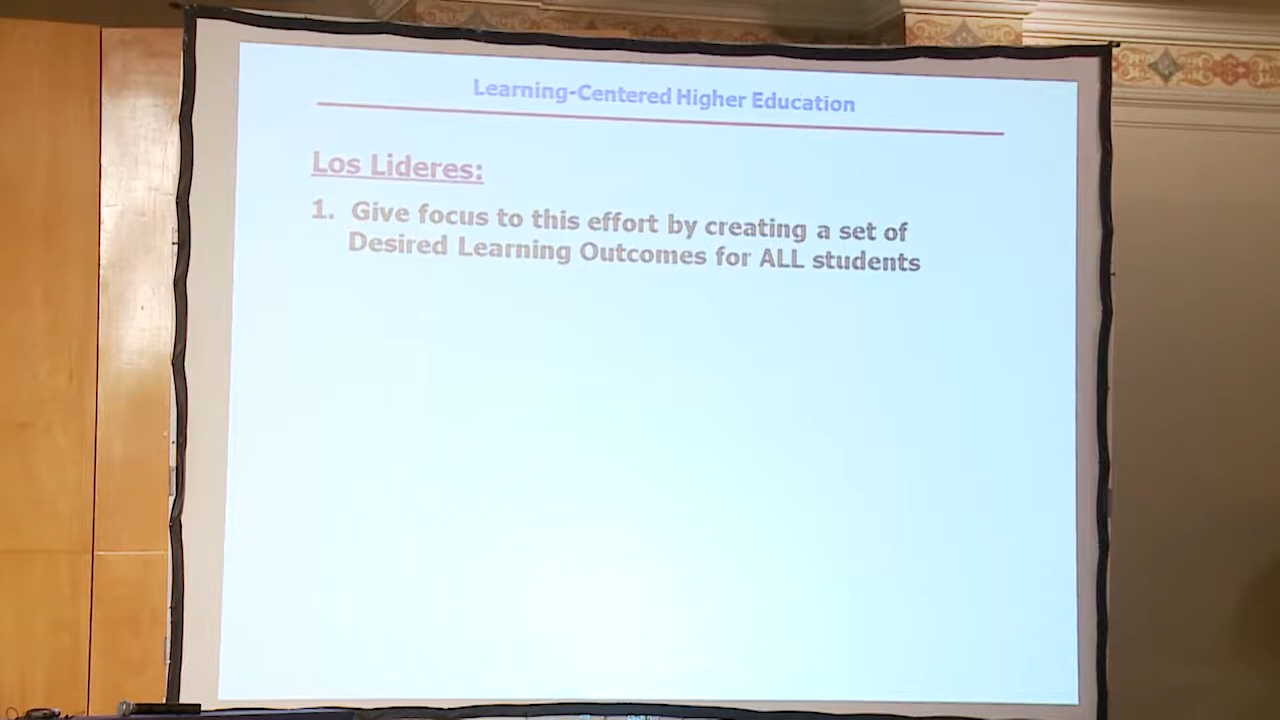 Learning-Centered Higher Education
Los Lideres:
1. Give focus to this effort by creating a set of
Desired Learning Outcomes for ALL students